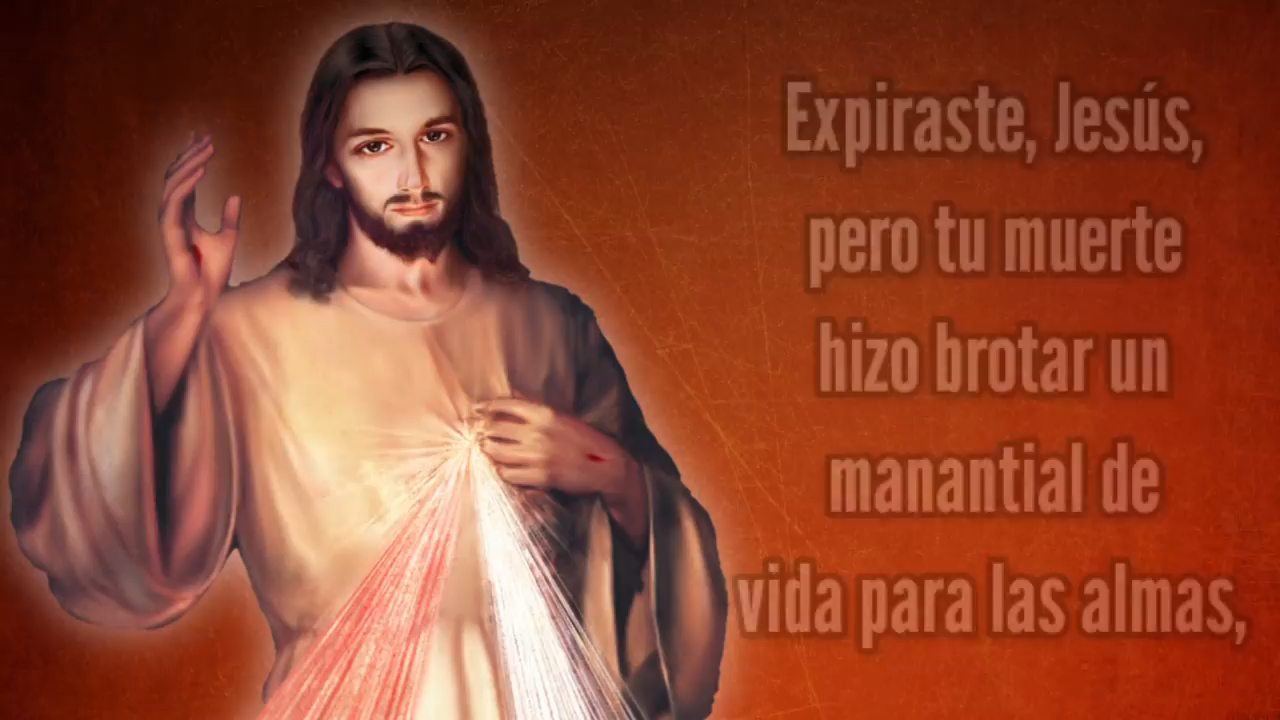 Expiraste, Jesús,
pero tu muerte
hizo brotar un
manantial de
vida para las almas,